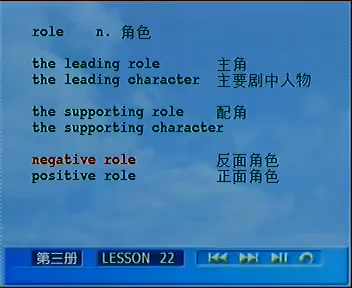 role n. 角色
the leading role 主角
the leading character 主要剧中人物
the supporting role 配角
the supporting character
negative role 反面角色
positive role 正面角色
第三册 LESSON 22